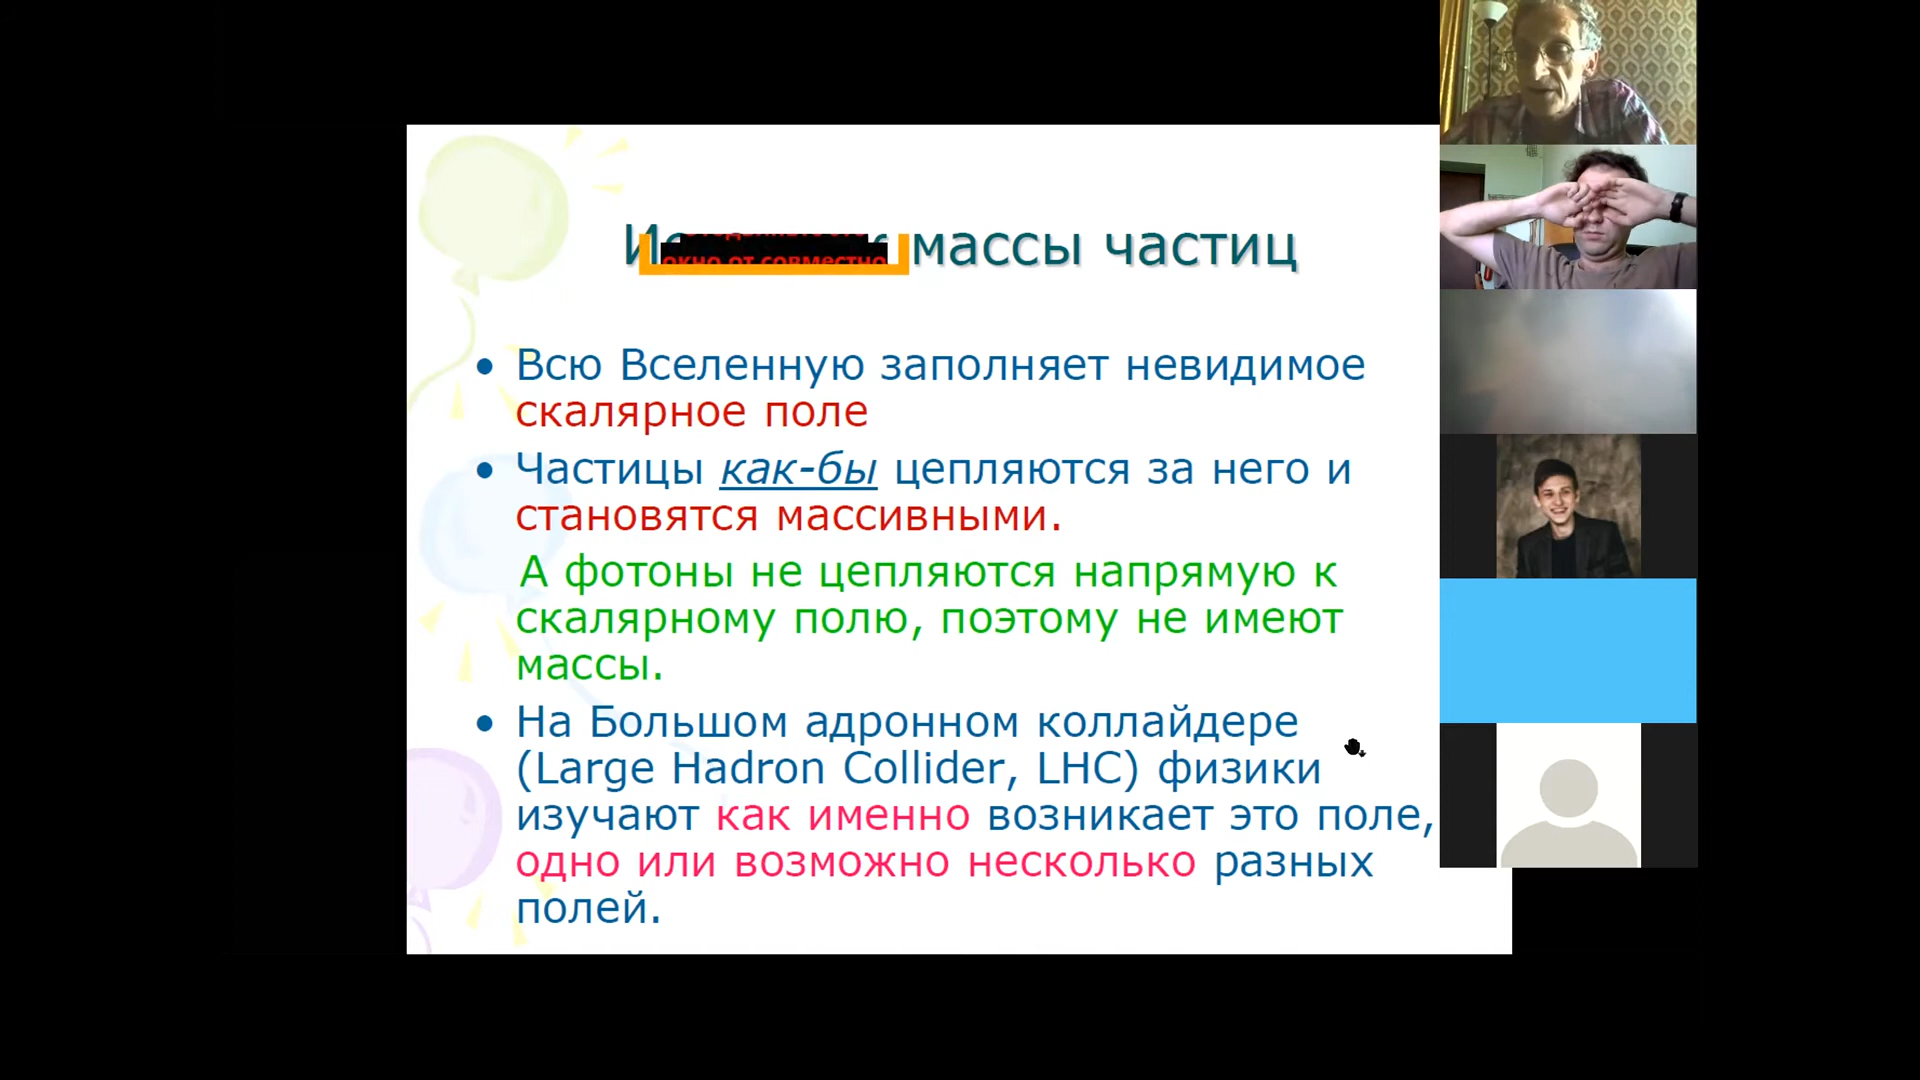 массы частиц
окно от совместно
• Всю Вселенную заполняет невидимое
скалярное поле
• Частицы как-бы цепляются за него и
становятся массивными.
А фотоны не цепляются напрямую к
скалярному полю, поэтому не имеют
массы.
• На Большом адронном коллайдере
(Large Hadron Collider, LHC) физики
изучают как именно возникает это поле,
одно или возможно несколько разных
полей.